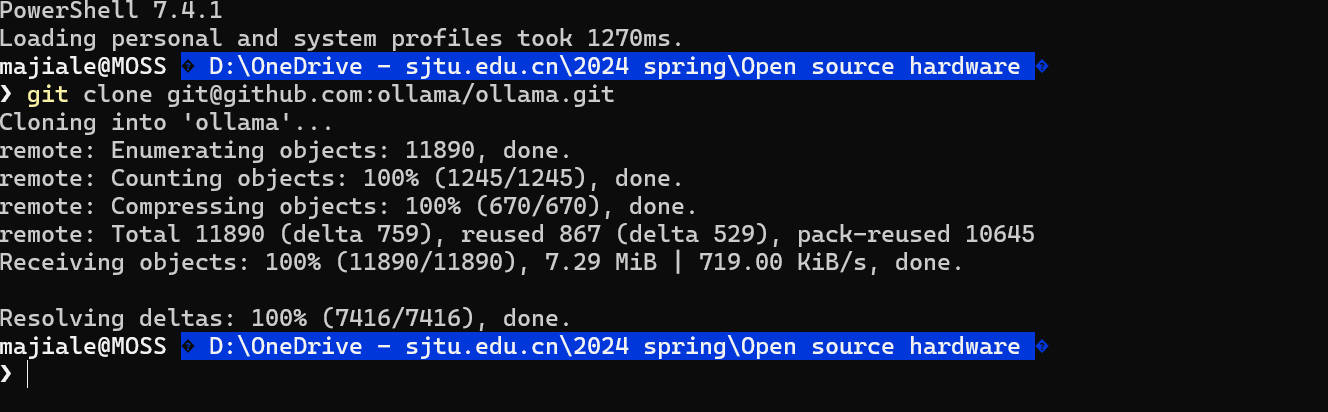 PowerShell 7.4.1
Loading personal and system profiles took 1270ms.
majiale@MOSS � D:\OneDrive - sjtu.edu.cn\2024 spring\Open source hardware �
❯ git clone git@github.com:ollama/ollama.git
Cloning into 'ollama'...
remote: Enumerating objects: 11890, done.
remote: Counting objects: 100% (1245/1245), done.
remote: Compressing objects: 100% (670/670), done.
remote: Total 11890 (delta 759), reused 867 (delta 529), pack-reused 10645
Receiving objects: 100% (11890/11890), 7.29 MiB | 719.00 KiB/s, done.
Resolving deltas: 100% (7416/7416), done.
majiale@MOSS � D:\OneDrive - sjtu.edu.cn\2024 spring\Open source hardware �
❯